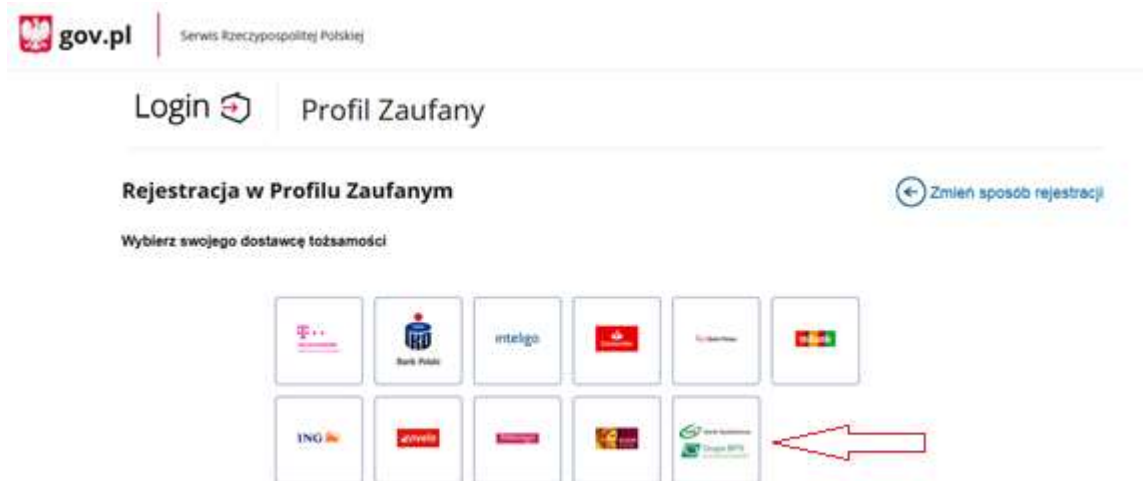 gov.pl
Serwis Rzeczypospolitej Polskiej
Login
Profil Zaufany
Rejestracja w Profilu Zaufanym
Zmień sposób rejestracji
Wybierz swojego dostawcę tożsamości
Bank Polski
inteligo
ING
Grupa BPS